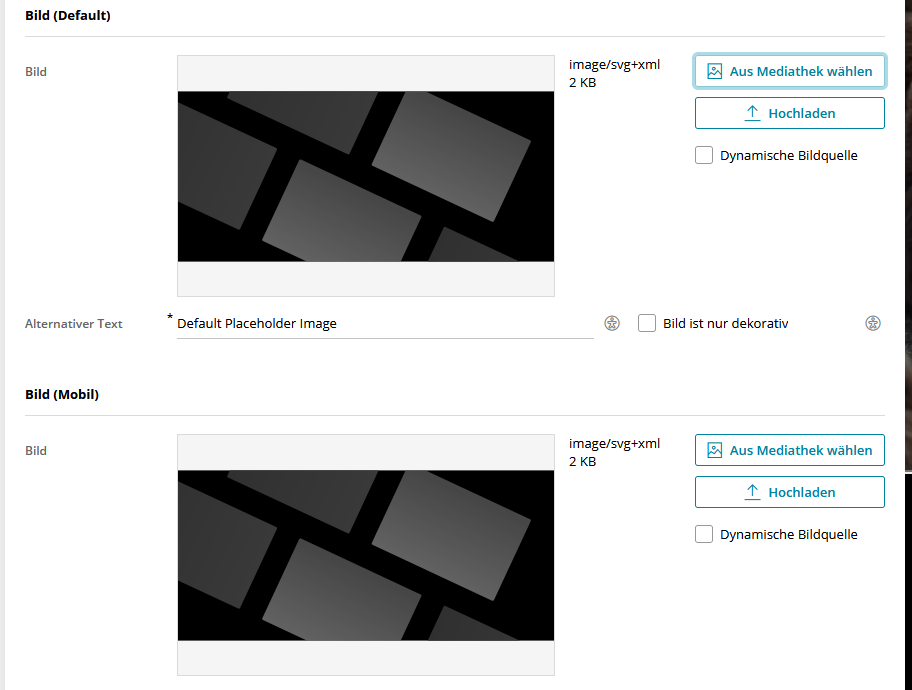 Bild (Default)
Bild
image/svg+xml
2 KB
Aus Mediathek wählen
Hochladen
Dynamische Bildquelle
Alternativer Text
* Default Placeholder Image
Bild ist nur dekorativ
Bild (Mobil)
Bild
image/svg+xml
2 KB
Aus Mediathek wählen
Hochladen
Dynamische Bildquelle